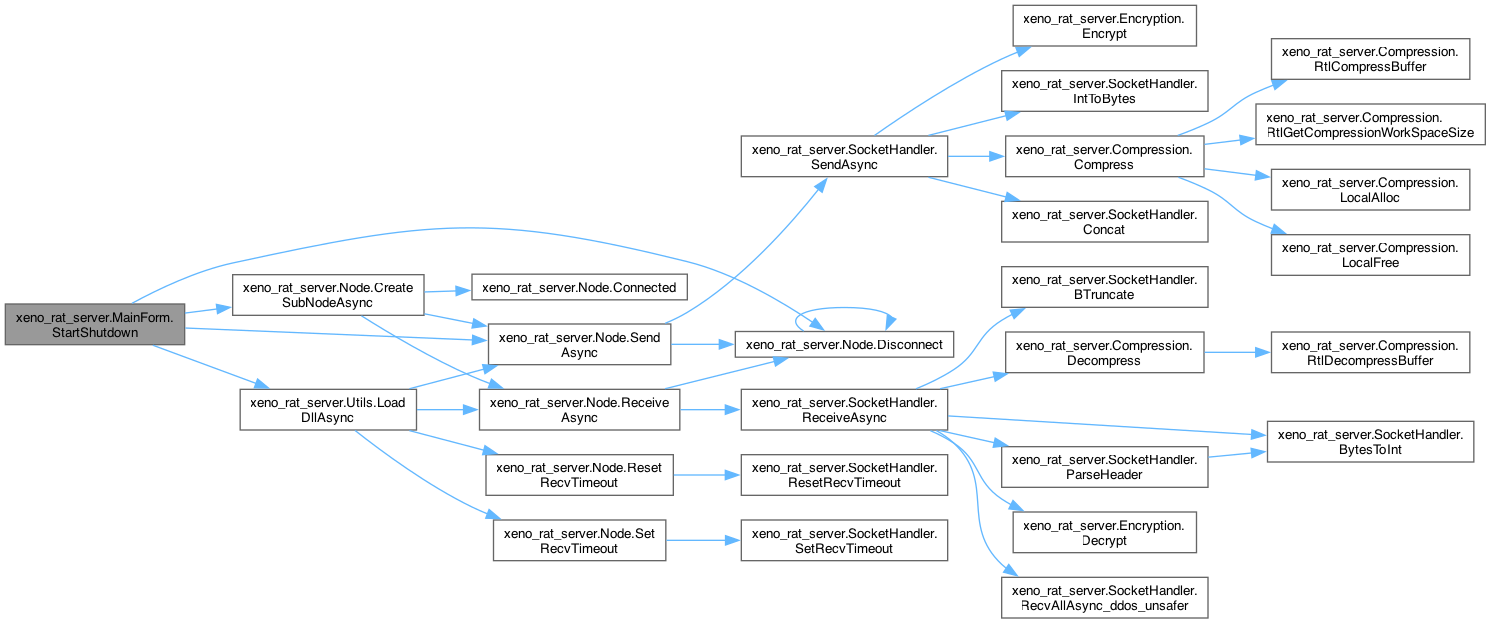 xeno_rat_server.MainForm.
StartShutdown
xeno_rat_server.Node.Create
SubNodeAsync
xeno_rat_server.Utils.Load
DllAsync
xeno_rat_server.Node.Connected
xeno_rat_server.Node.Send
Async
xeno_rat_server.Node.Receive
Async
xeno_rat_server.Node.Reset
RecvTimeout
xeno_rat_server.Node.Set
RecvTimeout
xeno_rat_server.SocketHandler.
SendAsync
xeno_rat_server.Node.Disconnect
xeno_rat_server.SocketHandler.
ReceiveAsync
xeno_rat_server.SocketHandler.
ResetRecvTimeout
xeno_rat_server.SocketHandler.
SetRecvTimeout
xeno_rat_server.Encryption.
Encrypt
xeno_rat_server.SocketHandler.
IntToBytes
xeno_rat_server.Compression.
Compress
xeno_rat_server.SocketHandler.
Concat
xeno_rat_server.SocketHandler.
BTruncate
xeno_rat_server.Compression.
Decompress
xeno_rat_server.SocketHandler.
ParseHeader
xeno_rat_server.Encryption.
Decrypt
xeno_rat_server.SocketHandler.
RecvAllAsync_ddos_unsafer
xeno_rat_server.Compression.
RtlCompressBuffer
xeno_rat_server.Compression.
RtlGetCompressionWorkSpaceSize
xeno_rat_server.Compression.
LocalAlloc
xeno_rat_server.Compression.
LocalFree
xeno_rat_server.Compression.
RtlDecompressBuffer
xeno_rat_server.SocketHandler.
BytesToInt